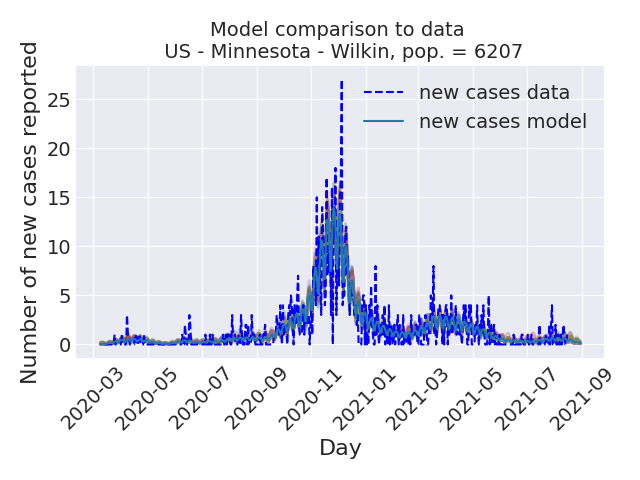 Model comparison to data
US - Minnesota - Wilkin, pop. = 6207
Number of new cases reported
25
20
15
10
5
0
new cases data
new cases model
2020-03
2020-05
2020-07
2020-09
2020-11
2021-01
2021-03
2021-05
2021-07
2021-09
Day